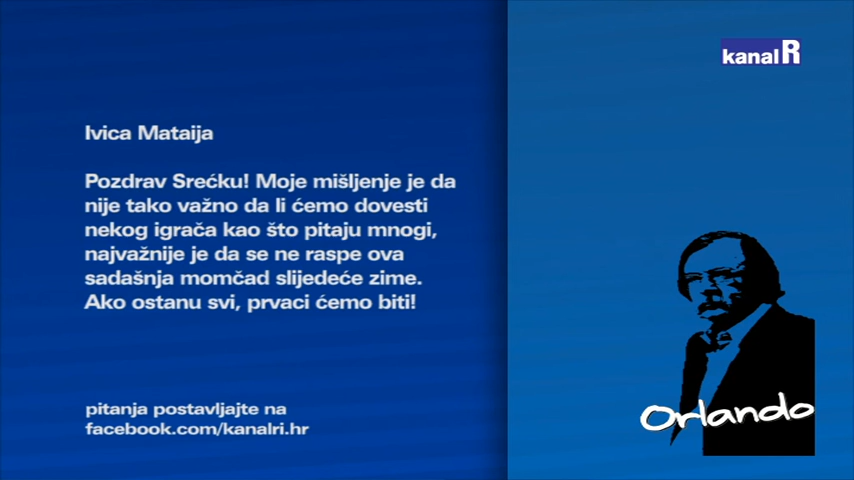 kanal R
Ivica Mataija
Pozdrav Srećku! Moje mišljenje je da
nije tako važno da li ćemo dovesti
nekog igrača kao što pitaju mnogi,
najvažnije je da se ne raspe ova
sadašnja momčad slijedeće zime.
Ako ostanu svi, prvaci ćemo biti!
pitanja postavljajte na
facebook.com/kanalri.hr
Orlando